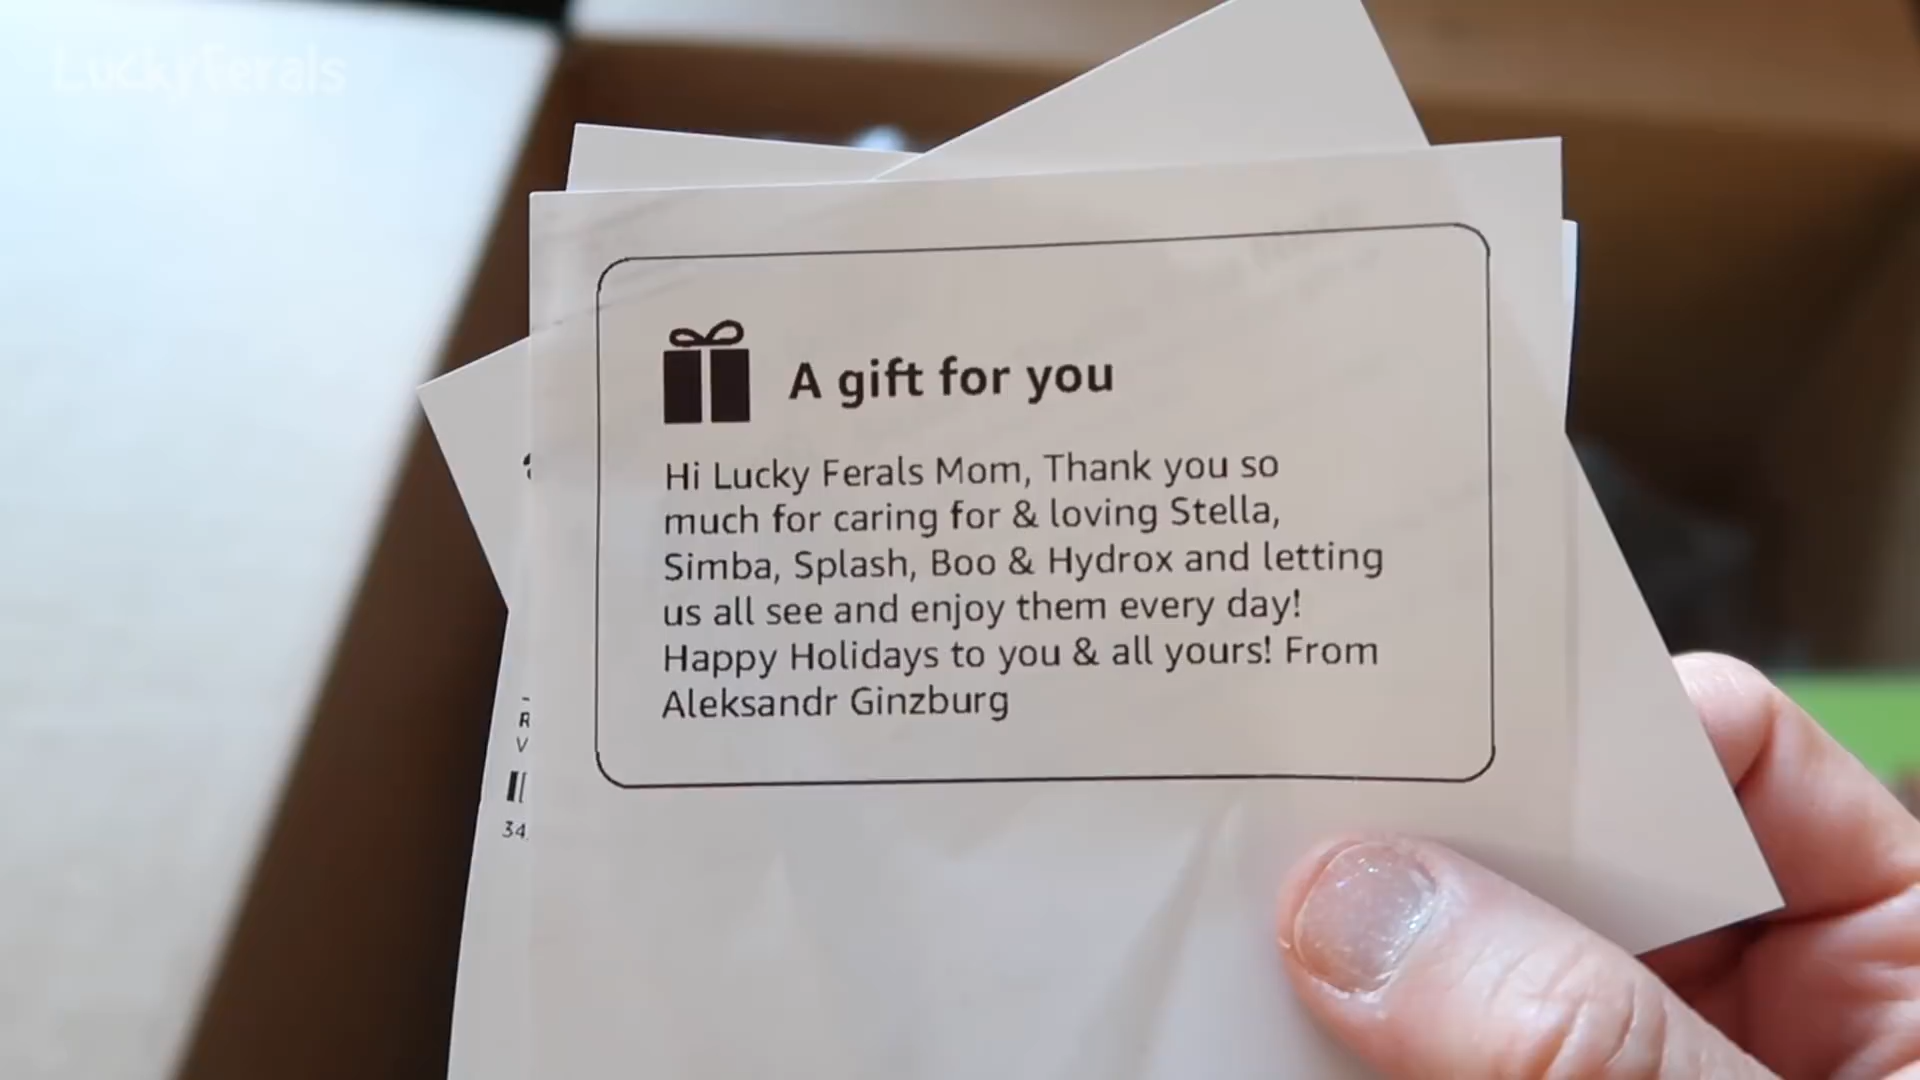 LuckyFerals
A gift for you
Hi Lucky Ferals Mom, Thank you so
much for caring for & loving Stella,
Simba, Splash, Boo & Hydrox and letting
us all see and enjoy them every day!
Happy Holidays to you & all yours! From
Aleksandr Ginzburg
R
V
34